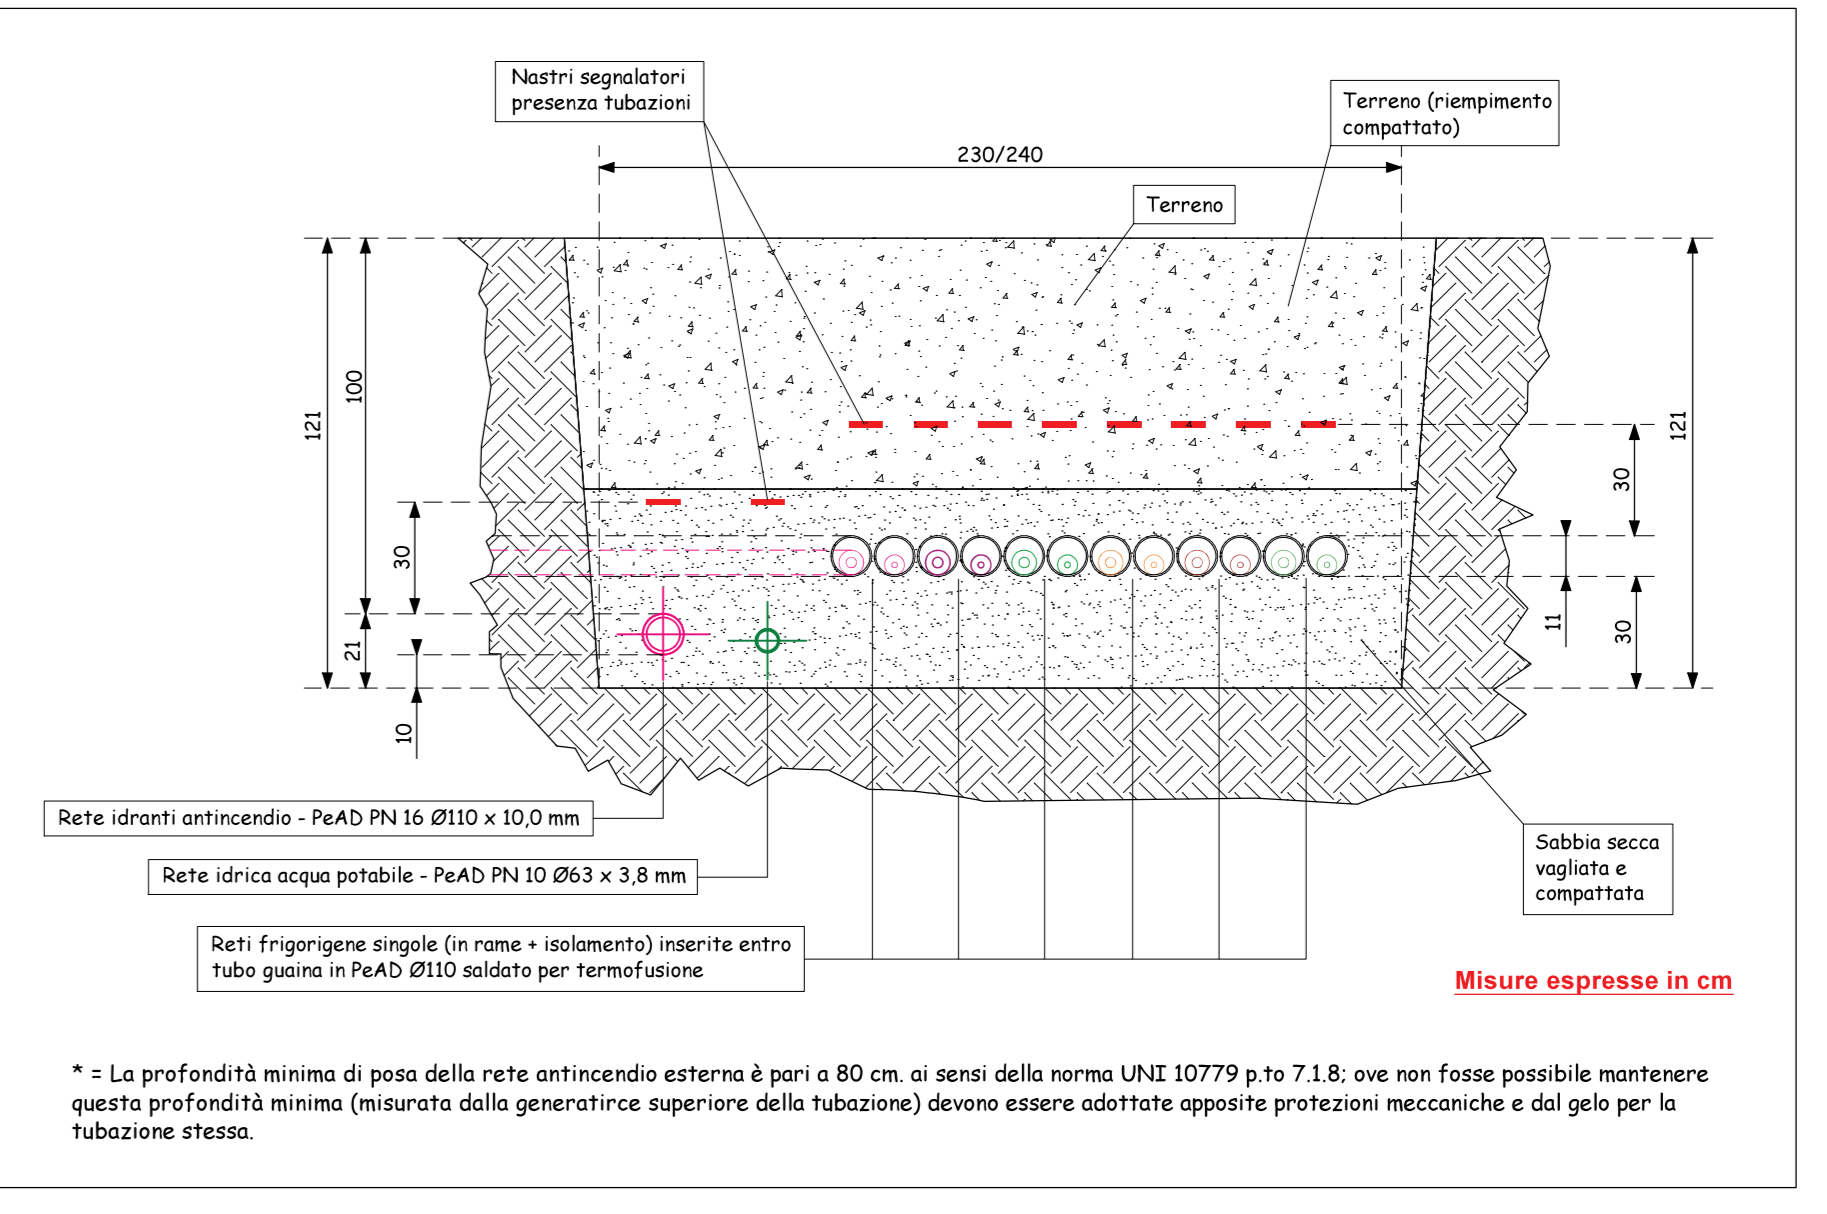 Nastri segnalatori
presenza tubazioni
Terreno (riempimento
compattato)
230/240
Terreno
121
100
30
21
10
121
30
11
30
Rete idranti antincendio - PeAD PN 16 Ø110 x 10,0 mm
Rete idrica acqua potabile - PeAD PN 10 Ø63 x 3,8 mm
Sabbia secca
vagliata e
compattata
Reti frigorigene singole (in rame + isolamento) inserite entro
tubo guaina in PeAD Ø110 saldato per termofusione
Misure espresse in cm
* = La profondità minima di posa della rete antincendio esterna è pari a 80 cm. ai sensi della norma UNI 10779 p.to 7.1.8; ove non fosse possibile mantenere
questa profondità minima (misurata dalla generatirce superiore della tubazione) devono essere adottate apposite protezioni meccaniche e dal gelo per la
tubazione stessa.